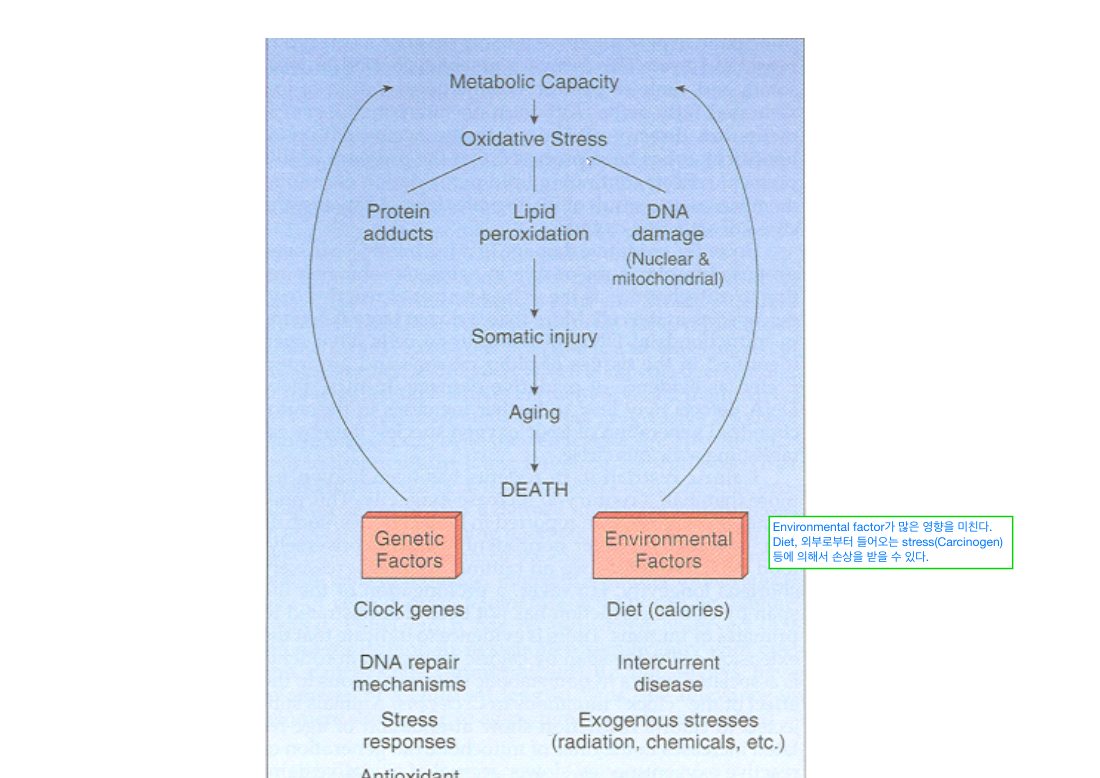 Metabolic Capacity
Oxidative Stress
Protein
adducts
Lipid
peroxidation
DNA
damage
(Nuclear &
mitochondrial)
Somatic injury
Aging
DEATH
Genetic
Factors
Clock genes
DNA repair
mechanisms
Stress
responses
Antioxidant
Environmental
Factors
Diet (calories)
Intercurrent
disease
Exogenous stresses
(radiation, chemicals, etc.)
Environmental factor가 많은 영향을 미친다.
Diet, 외부로부터 들어오는 stress(Carcinogen)
등에 의해서 손상을 받을 수 있다.